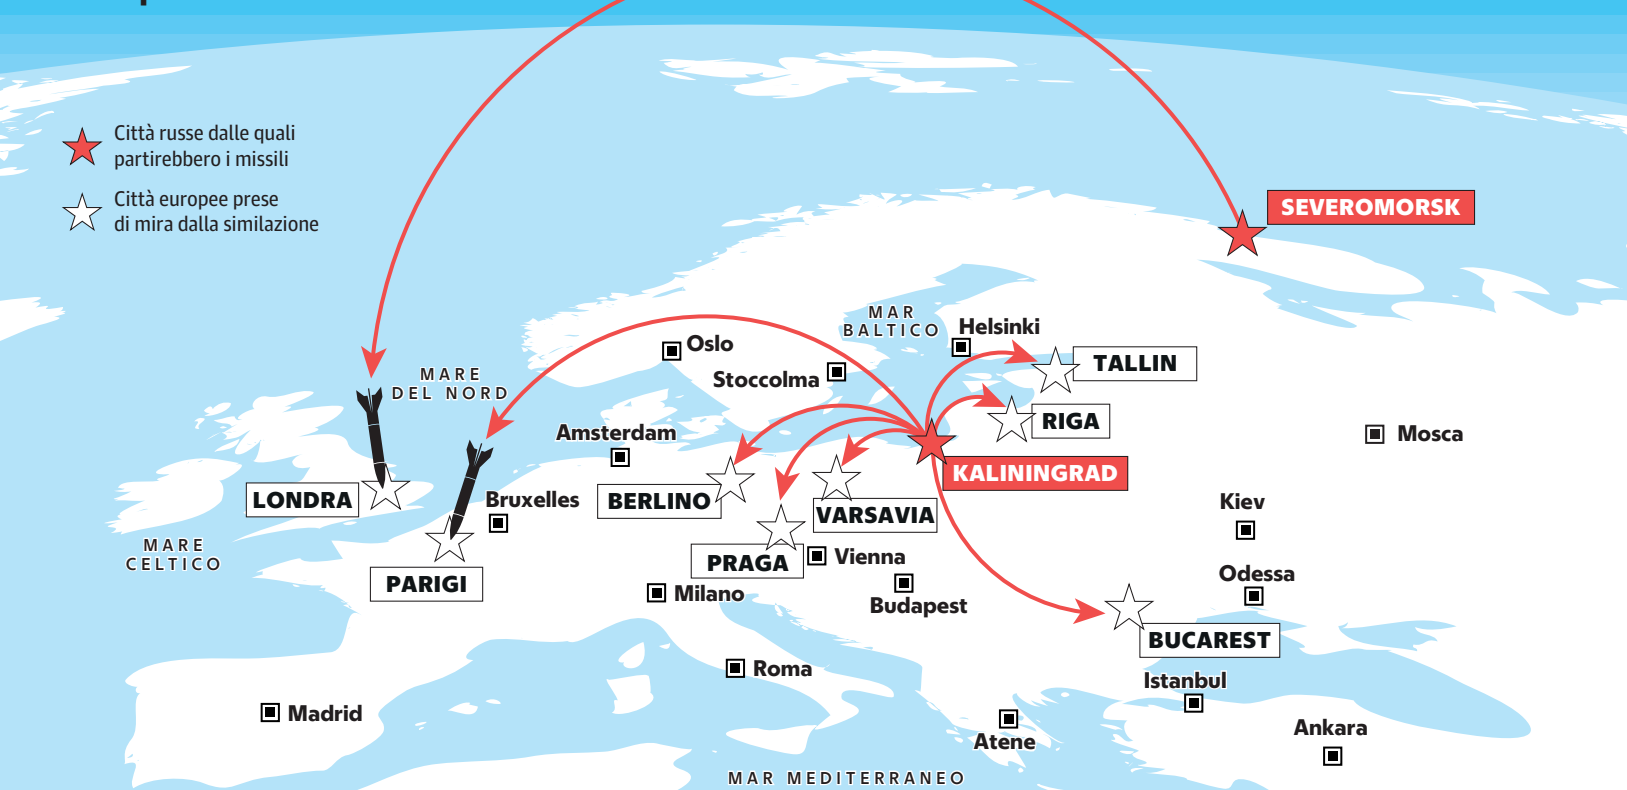 Città russe dalle quali
partirebbero i missili
Città europee prese
di mira dalla similazione
SEVEROMORSK
MAR
BALTICO
Helsinki
Oslo
TALLIN
Stoccolma
MARE
DEL NORD
RIGA
Amsterdam
Mosca
KALININGRAD
LONDRA
Bruxelles
BERLINO
VARSAVIA
Kiev
MARE
CELTICO
PRAGA
Vienna
PARIGI
Odessa
Milano
Budapest
BUCAREST
Roma
Istanbul
Madrid
Atene
Ankara
MAR MEDITERRANEO